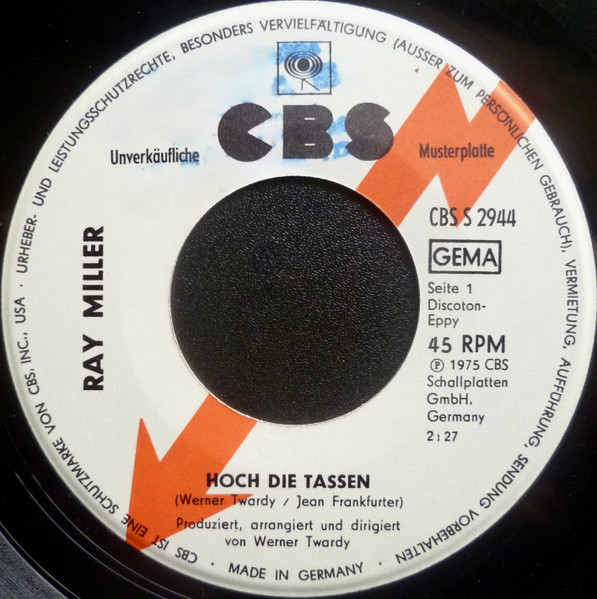 CBS IST EINE SCHUTZMARKE VON CBS, INC., USA · URHEBER- UND LEISTUNGSSCHUTZRECHTE, BESONDERS VERVIELFÄLTIGUNG (AUSSER ZUM PERSÖNLICHEN GEBRAUCH), VERMIETUNG, AUFFÜHRUNG, SENDUNG VORBEHALTEN · MADE IN GERMANY ·
CBS
Unverkäufliche Musterplatte
RAY MILLER
CBS S 2944
GEMA
Seite 1
Discoton-
Eppy
45 RPM
Ⓟ 1975 CBS
Schallplatten
GmbH,
Germany
2:27
HOCH DIE TASSEN
(Werner Twardy / Jean Frankfurter)
Produziert, arrangiert und dirigiert
von Werner Twardy